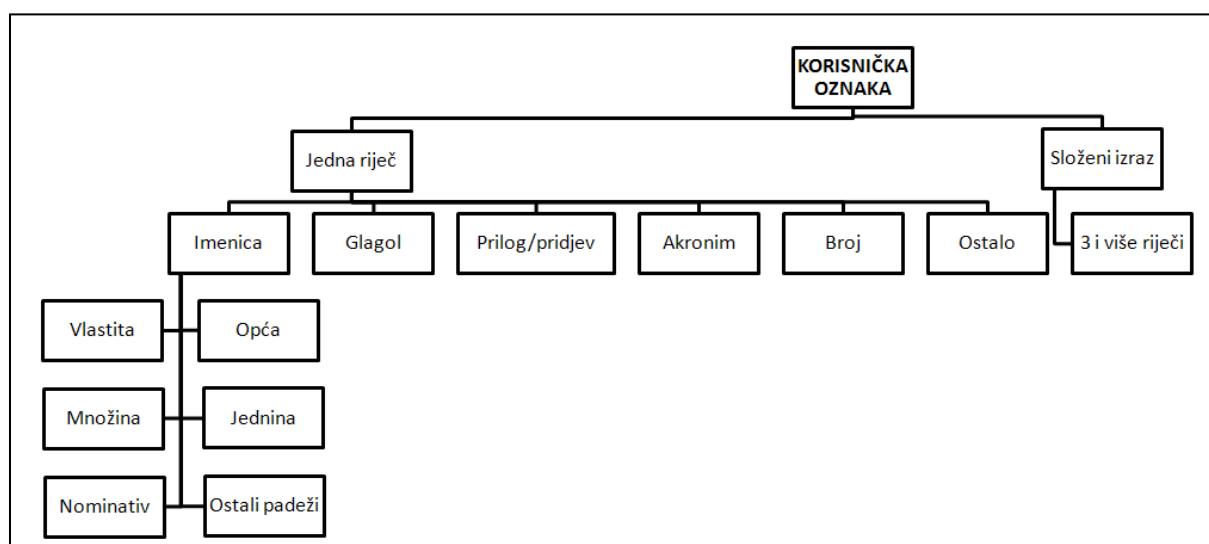 KORISNIČKA
OZNAKA
Jedna riječ
Složeni izraz
Imenica
Glagol
Prilog/pridjev
Akronim
Broj
Ostalo
3 i više riječi
Vlastita
Opća
Množina
Jednina
Nominativ
Ostali padeži